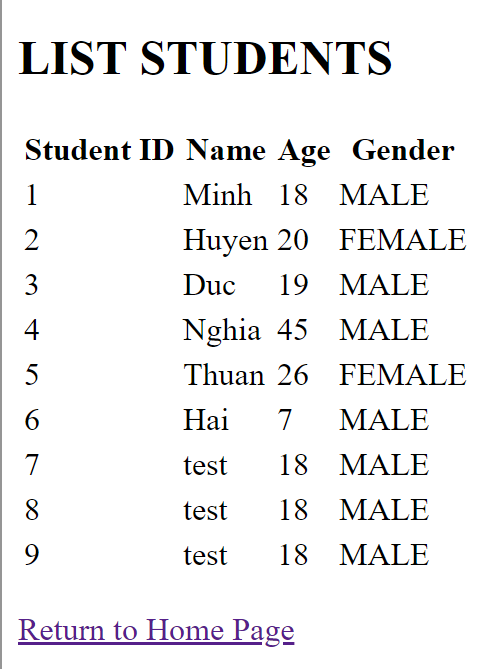 LIST STUDENTS
Student ID Name Age Gender
1 Minh 18 MALE
2 Huyen 20 FEMALE
3 Duc 19 MALE
4 Nghia 45 MALE
5 Thuan 26 FEMALE
6 Hai 7 MALE
7 test 18 MALE
8 test 18 MALE
9 test 18 MALE
Return to Home Page